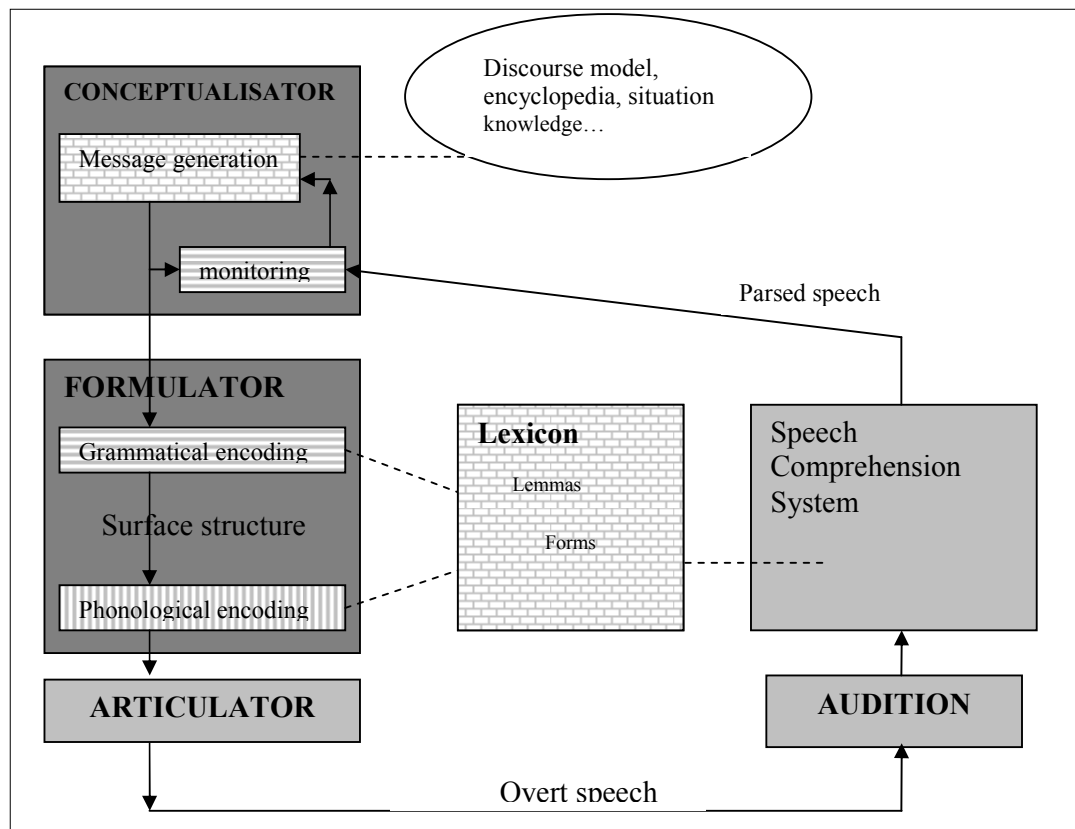 CONCEPTUALISATOR
Message generation
monitoring
Discourse model,
encyclopedia, situation
knowledge…
Parsed speech
FORMULATOR
Grammatical encoding
Surface structure
Phonological encoding
Lexicon
Lemmas
Forms
Speech
Comprehension
System
ARTICULATOR
AUDITION
Overt speech